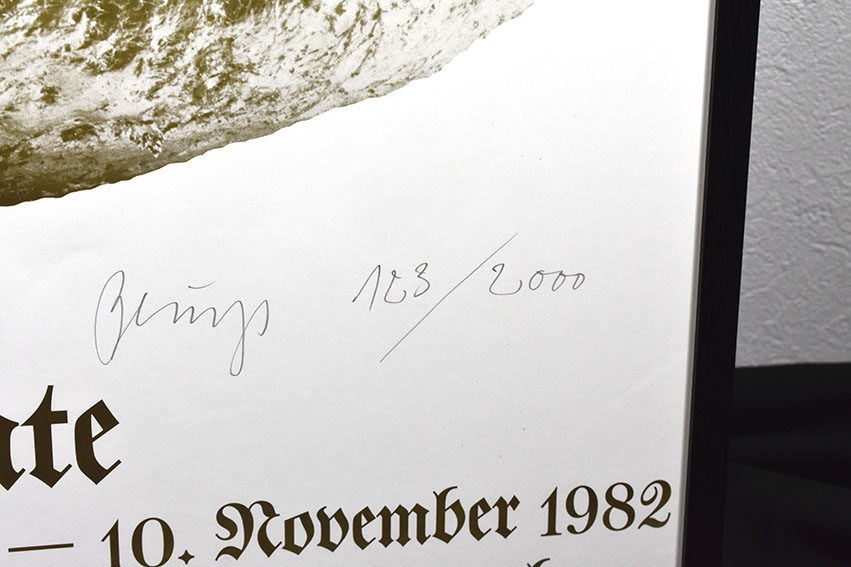 Beuys 123/2000
ate
— 10. November 1982